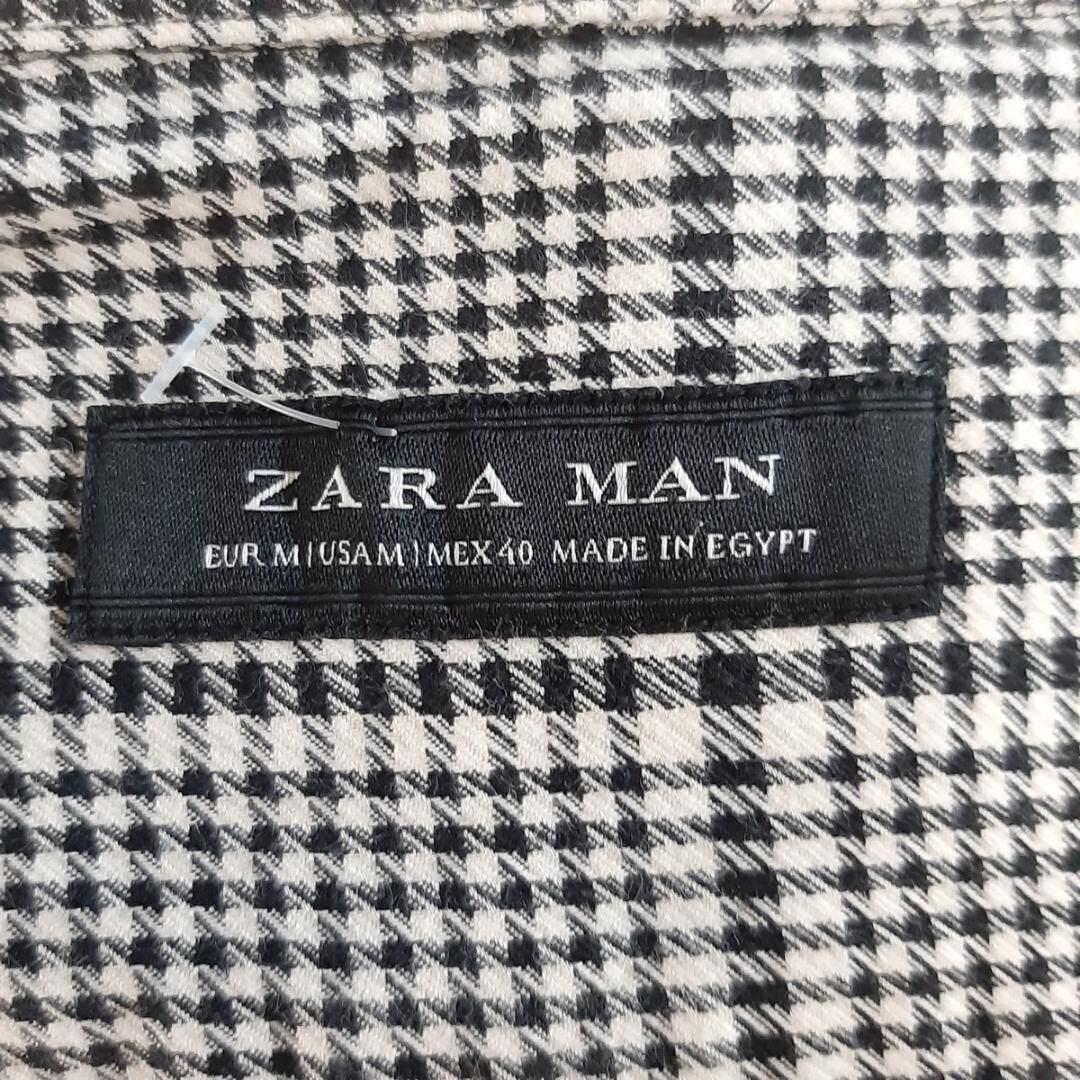 ZARA MAN
EUR M | USA M | MEX 40 MADE IN EGYPT